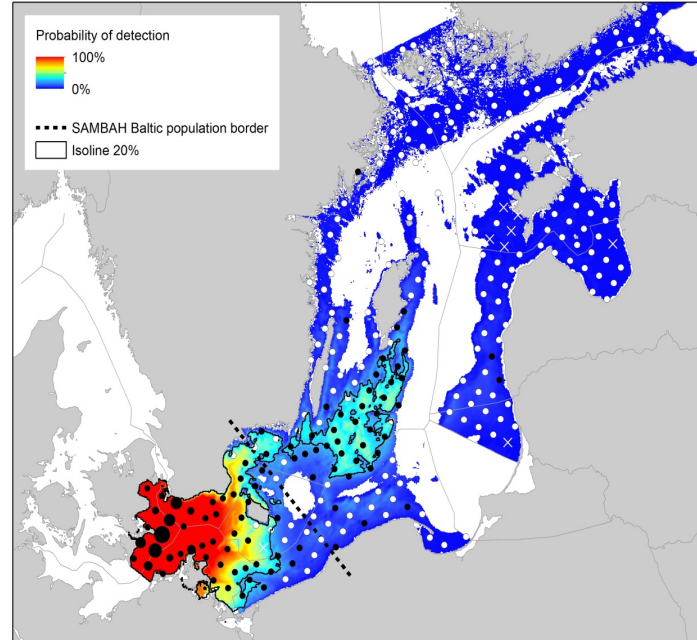 Probability of detection
100%
0%
SAMBAH Baltic population border
Isoline 20%